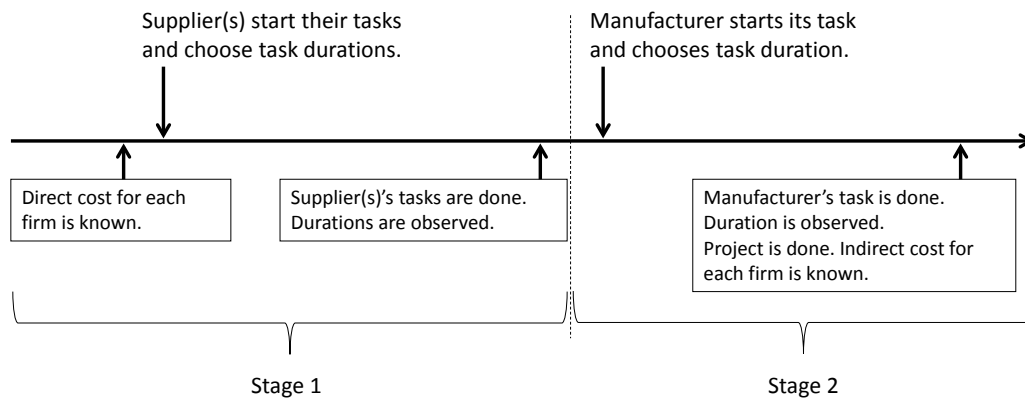 Supplier(s) start their tasks
and choose task durations.
Manufacturer starts its task
and chooses task duration.
Direct cost for each
firm is known.
Supplier(s)'s tasks are done.
Durations are observed.
Manufacturer's task is done.
Duration is observed.
Project is done. Indirect cost for
each firm is known.
Stage 1
Stage 2